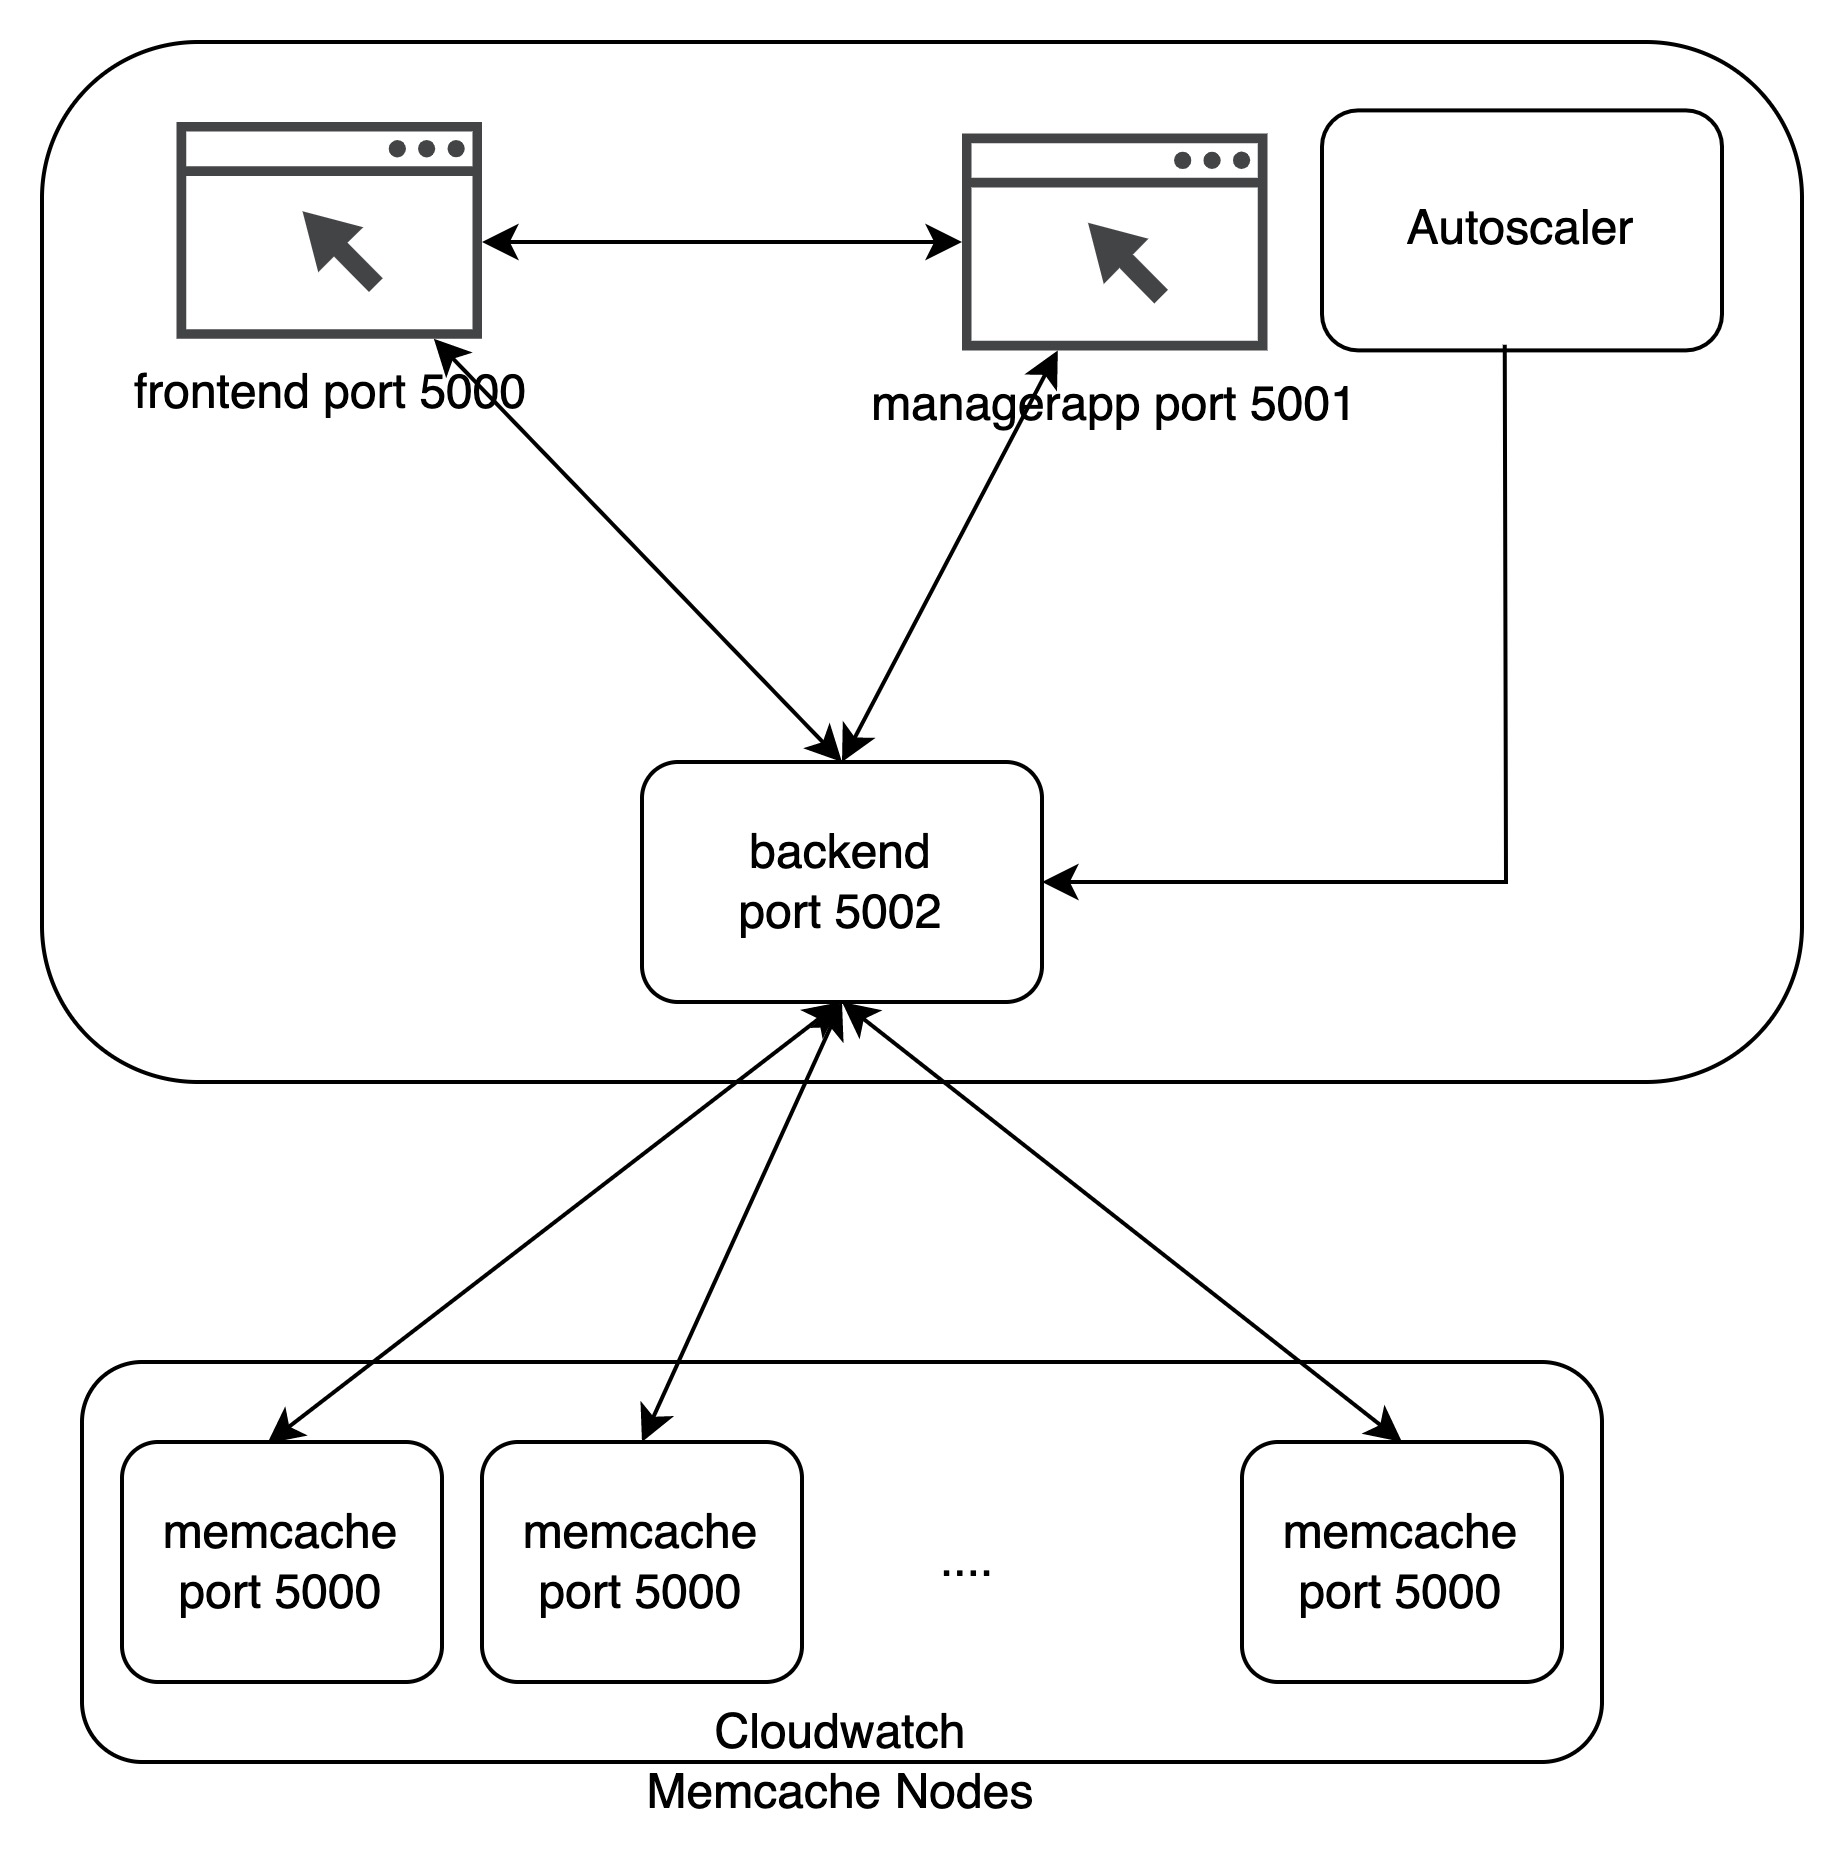 Autoscaler
frontend port 5000
managerapp port 5001
backend
port 5002
memcache
port 5000
memcache
port 5000
....
memcache
port 5000
Cloudwatch
Memcache Nodes